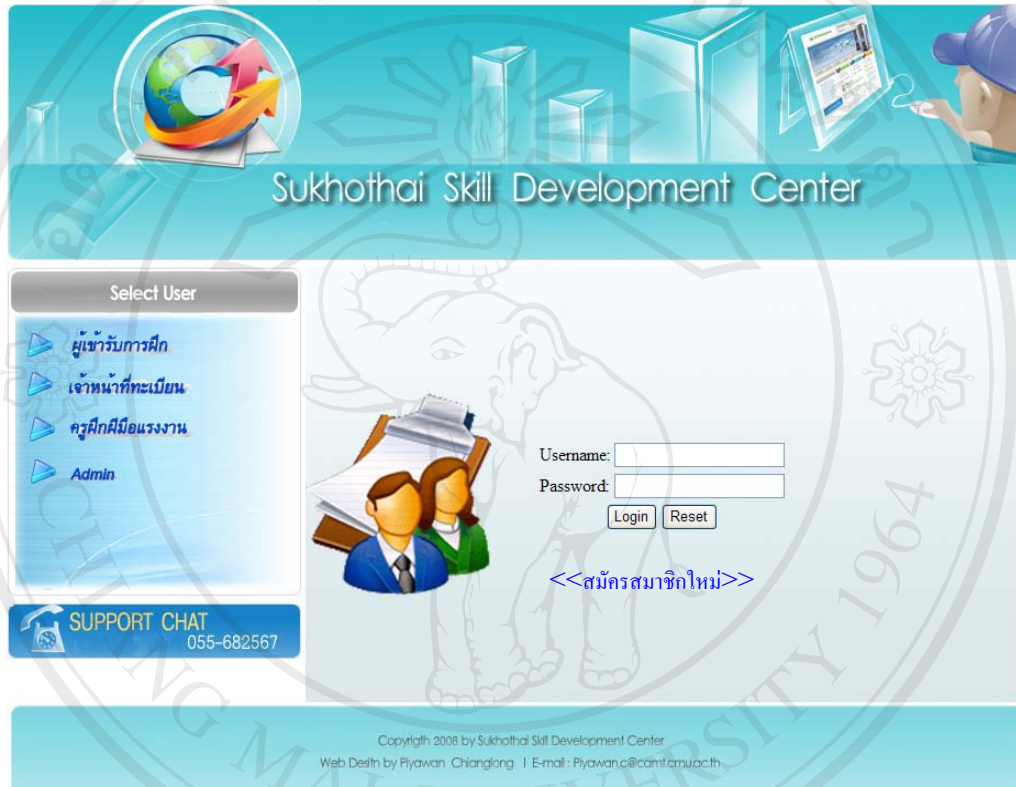 Sukhothai Skill Development Center
Select User
ผู้เข้ารับการฝึก
เจ้าหน้าที่ทะเบียน
ครูฝึกฝีมือแรงงาน
Admin
SUPPORT CHAT
055-682567
Username:
Password:
Login Reset
<<สมัครสมาชิกใหม่>>
Copyrigth 2008 by Sukhothai Skill Development Center
Web Desitn by Piyawan Chianglong | E-mail : Piyawan.c@camt.cmu.ac.th
CHIANG MAI UNIVERSITY 1964